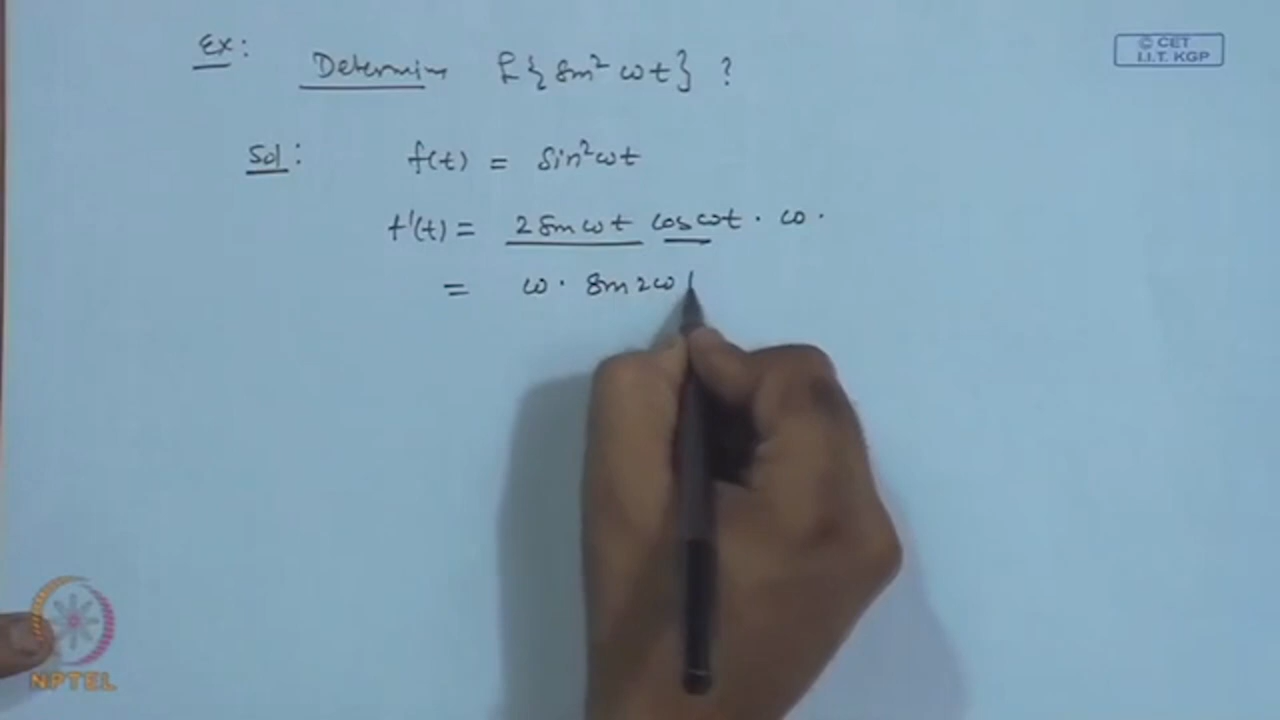 Ex:
Determine L{sin² ωt} ?
© CET
I.I.T. KGP
Sol: f(t) = sin²ωt
f'(t) = 2 sin ωt cos ωt · ω ·
= ω · sin 2ω
NPTEL